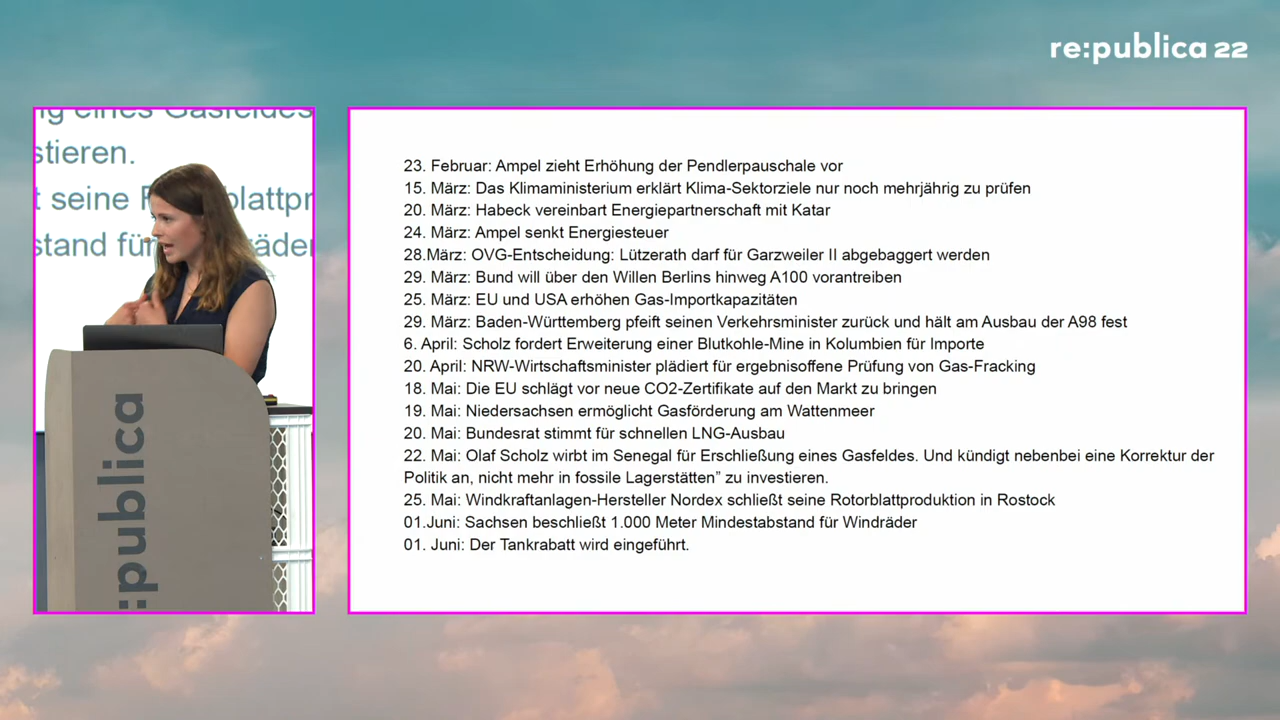 re:publica 22
ng eines Gasfeldes
stieren.
t seine R blattpr
stand für räder
:publica
23. Februar: Ampel zieht Erhöhung der Pendlerpauschale vor
15. März: Das Klimaministerium erklärt Klima-Sektorziele nur noch mehrjährig zu prüfen
20. März: Habeck vereinbart Energiepartnerschaft mit Katar
24. März: Ampel senkt Energiesteuer
28.März: OVG-Entscheidung: Lützerath darf für Garzweiler II abgebaggert werden
29. März: Bund will über den Willen Berlins hinweg A100 vorantreiben
25. März: EU und USA erhöhen Gas-Importkapazitäten
29. März: Baden-Württemberg pfeift seinen Verkehrsminister zurück und hält am Ausbau der A98 fest
6. April: Scholz fordert Erweiterung einer Blutkohle-Mine in Kolumbien für Importe
20. April: NRW-Wirtschaftsminister plädiert für ergebnisoffene Prüfung von Gas-Fracking
18. Mai: Die EU schlägt vor neue CO2-Zertifikate auf den Markt zu bringen
19. Mai: Niedersachsen ermöglicht Gasförderung am Wattenmeer
20. Mai: Bundesrat stimmt für schnellen LNG-Ausbau
22. Mai: Olaf Scholz wirbt im Senegal für Erschließung eines Gasfeldes. Und kündigt nebenbei eine Korrektur der
Politik an, nicht mehr in fossile Lagerstätten” zu investieren.
25. Mai: Windkraftanlagen-Hersteller Nordex schließt seine Rotorblattproduktion in Rostock
01.Juni: Sachsen beschließt 1.000 Meter Mindestabstand für Windräder
01. Juni: Der Tankrabatt wird eingeführt.